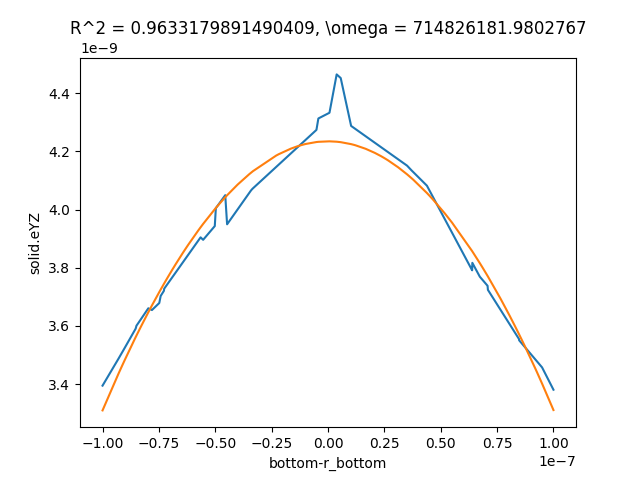 R^2 = 0.9633179891490409, \omega = 714826181.9802767
1e−9
4.4
4.2
4.0
3.8
3.6
3.4
solid.eYZ
−1.00 −0.75 −0.50 −0.25 0.00 0.25 0.50 0.75 1.00
bottom-r_bottom
1e−7